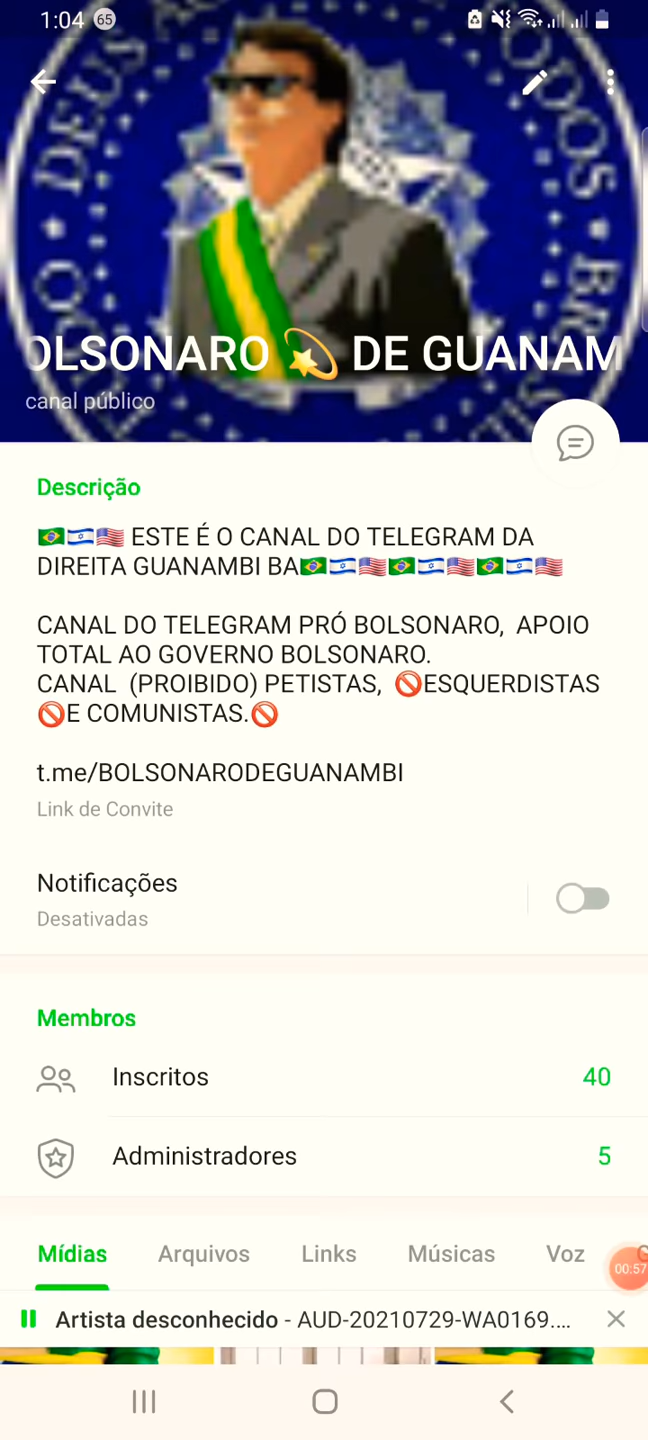 1:04 65
DEUS ODOS BR O
OLSONARO 💫 DE GUANAM
canal público
Descrição
🇧🇷🇮🇱🇺🇸 ESTE É O CANAL DO TELEGRAM DA
DIREITA GUANAMBI BA🇧🇷🇮🇱🇺🇸🇧🇷🇮🇱🇺🇸🇧🇷🇮🇱🇺🇸
CANAL DO TELEGRAM PRÓ BOLSONARO, APOIO
TOTAL AO GOVERNO BOLSONARO.
CANAL (PROIBIDO) PETISTAS, 🚫ESQUERDISTAS
🚫E COMUNISTAS.🚫
t.me/BOLSONARODEGUANAMBI
Link de Convite
Notificações
Desativadas
Membros
Inscritos 40
Administradores 5
Mídias Arquivos Links Músicas Voz G
00:57
Artista desconhecido - AUD-20210729-WA0169....